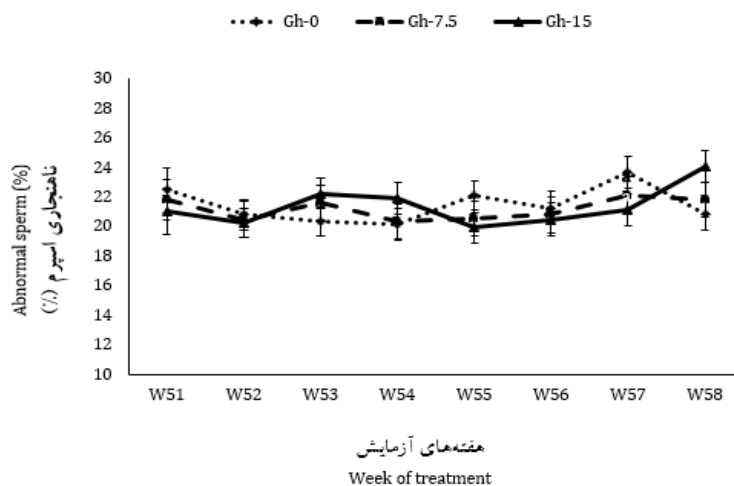 Gh-0 Gh-7.5 Gh-15
30
28
26
24
22
20
18
16
14
12
10
Abnormal sperm (%)
ناهنجاری اسپرم (٪)
W51 W52 W53 W54 W55 W56 W57 W58
هفته‌های آزمایش
Week of treatment